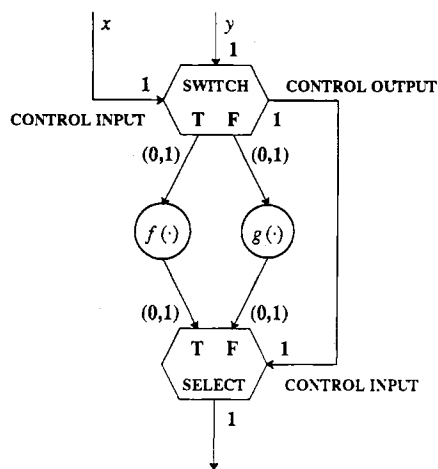 x y
1
1 SWITCH CONTROL OUTPUT
CONTROL INPUT T F 1
(0,1) (0,1)
f(·) g(·)
(0,1) (0,1)
T F 1
SELECT CONTROL INPUT
1